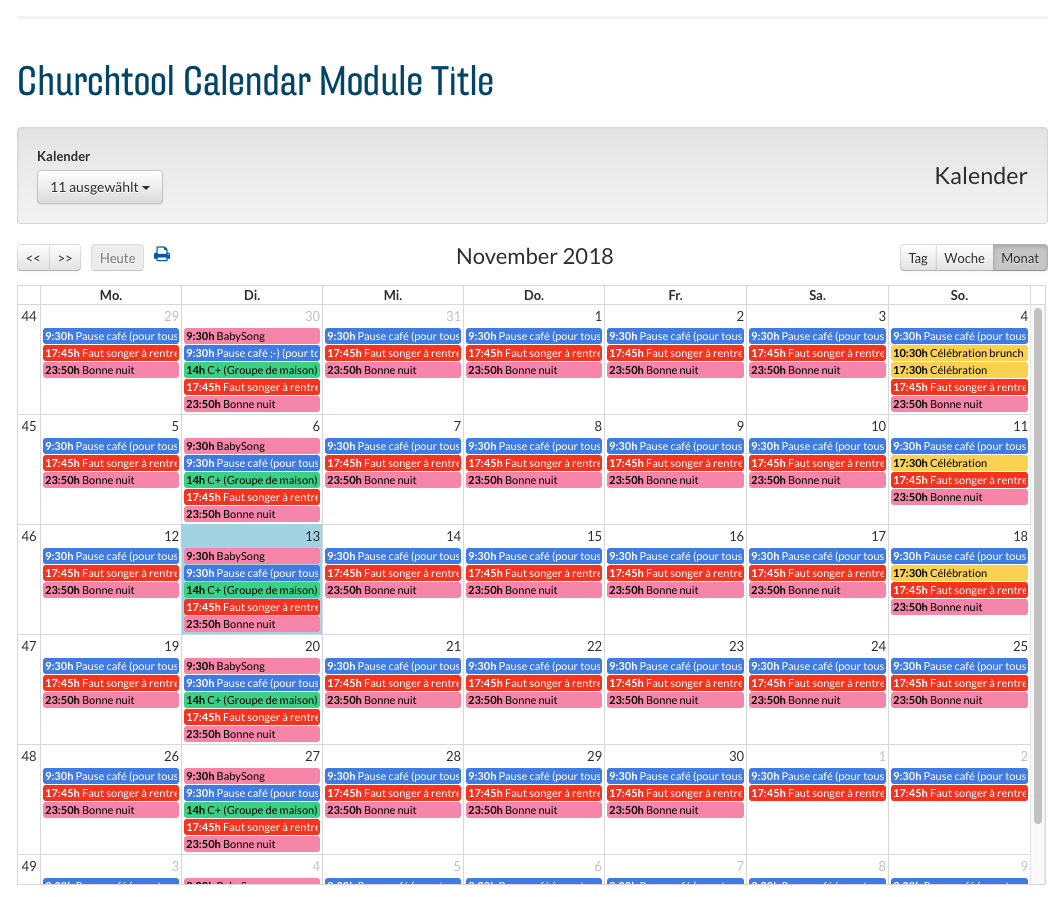 Churchtool Calendar Module Title
Kalender
11 ausgewählt
Kalender
<< >> Heute November 2018 Tag Woche Monat
Mo. Di. Mi. Do. Fr. Sa. So.
44 29 30 31 1 2 3 4
9:30h Pause café (pour tous 9:30h BabySong 9:30h Pause café (pour tous 9:30h Pause café (pour tous 9:30h Pause café (pour tous 9:30h Pause café (pour tous 9:30h Pause café (pour tous
17:45h Faut songer à rentre 9:30h Pause café ;-) (pour to 17:45h Faut songer à rentre 17:45h Faut songer à rentre 17:45h Faut songer à rentre 17:45h Faut songer à rentre 10:30h Célébration brunch
23:50h Bonne nuit 14h C+ (Groupe de maison) 23:50h Bonne nuit 23:50h Bonne nuit 23:50h Bonne nuit 23:50h Bonne nuit 17:30h Célébration
17:45h Faut songer à rentre 17:45h Faut songer à rentre
23:50h Bonne nuit 23:50h Bonne nuit
45 5 6 7 8 9 10 11
9:30h Pause café (pour tous 9:30h BabySong 9:30h Pause café (pour tous 9:30h Pause café (pour tous 9:30h Pause café (pour tous 9:30h Pause café (pour tous 9:30h Pause café (pour tous
17:45h Faut songer à rentre 9:30h Pause café (pour tous 17:45h Faut songer à rentre 17:45h Faut songer à rentre 17:45h Faut songer à rentre 17:45h Faut songer à rentre 17:30h Célébration
23:50h Bonne nuit 14h C+ (Groupe de maison) 23:50h Bonne nuit 23:50h Bonne nuit 23:50h Bonne nuit 23:50h Bonne nuit 17:45h Faut songer à rentre
17:45h Faut songer à rentre 23:50h Bonne nuit
23:50h Bonne nuit
46 12 13 14 15 16 17 18
9:30h Pause café (pour tous 9:30h BabySong 9:30h Pause café (pour tous 9:30h Pause café (pour tous 9:30h Pause café (pour tous 9:30h Pause café (pour tous 9:30h Pause café (pour tous
17:45h Faut songer à rentre 9:30h Pause café (pour tous 17:45h Faut songer à rentre 17:45h Faut songer à rentre 17:45h Faut songer à rentre 17:45h Faut songer à rentre 17:30h Célébration
23:50h Bonne nuit 14h C+ (Groupe de maison) 23:50h Bonne nuit 23:50h Bonne nuit 23:50h Bonne nuit 23:50h Bonne nuit 17:45h Faut songer à rentre
17:45h Faut songer à rentre 23:50h Bonne nuit
23:50h Bonne nuit
47 19 20 21 22 23 24 25
9:30h Pause café (pour tous 9:30h BabySong 9:30h Pause café (pour tous 9:30h Pause café (pour tous 9:30h Pause café (pour tous 9:30h Pause café (pour tous 9:30h Pause café (pour tous
17:45h Faut songer à rentre 9:30h Pause café (pour tous 17:45h Faut songer à rentre 17:45h Faut songer à rentre 17:45h Faut songer à rentre 17:45h Faut songer à rentre 17:45h Faut songer à rentre
23:50h Bonne nuit 14h C+ (Groupe de maison) 23:50h Bonne nuit 23:50h Bonne nuit 23:50h Bonne nuit 23:50h Bonne nuit 23:50h Bonne nuit
17:45h Faut songer à rentre
23:50h Bonne nuit
48 26 27 28 29 30 1 2
9:30h Pause café (pour tous 9:30h BabySong 9:30h Pause café (pour tous 9:30h Pause café (pour tous 9:30h Pause café (pour tous 9:30h Pause café (pour tous 9:30h Pause café (pour tous
17:45h Faut songer à rentre 9:30h Pause café (pour tous 17:45h Faut songer à rentre 17:45h Faut songer à rentre 17:45h Faut songer à rentre 17:45h Faut songer à rentre 17:45h Faut songer à rentre
23:50h Bonne nuit 14h C+ (Groupe de maison) 23:50h Bonne nuit 23:50h Bonne nuit 23:50h Bonne nuit
17:45h Faut songer à rentre
23:50h Bonne nuit
49 3 4 5 6 7 8 9